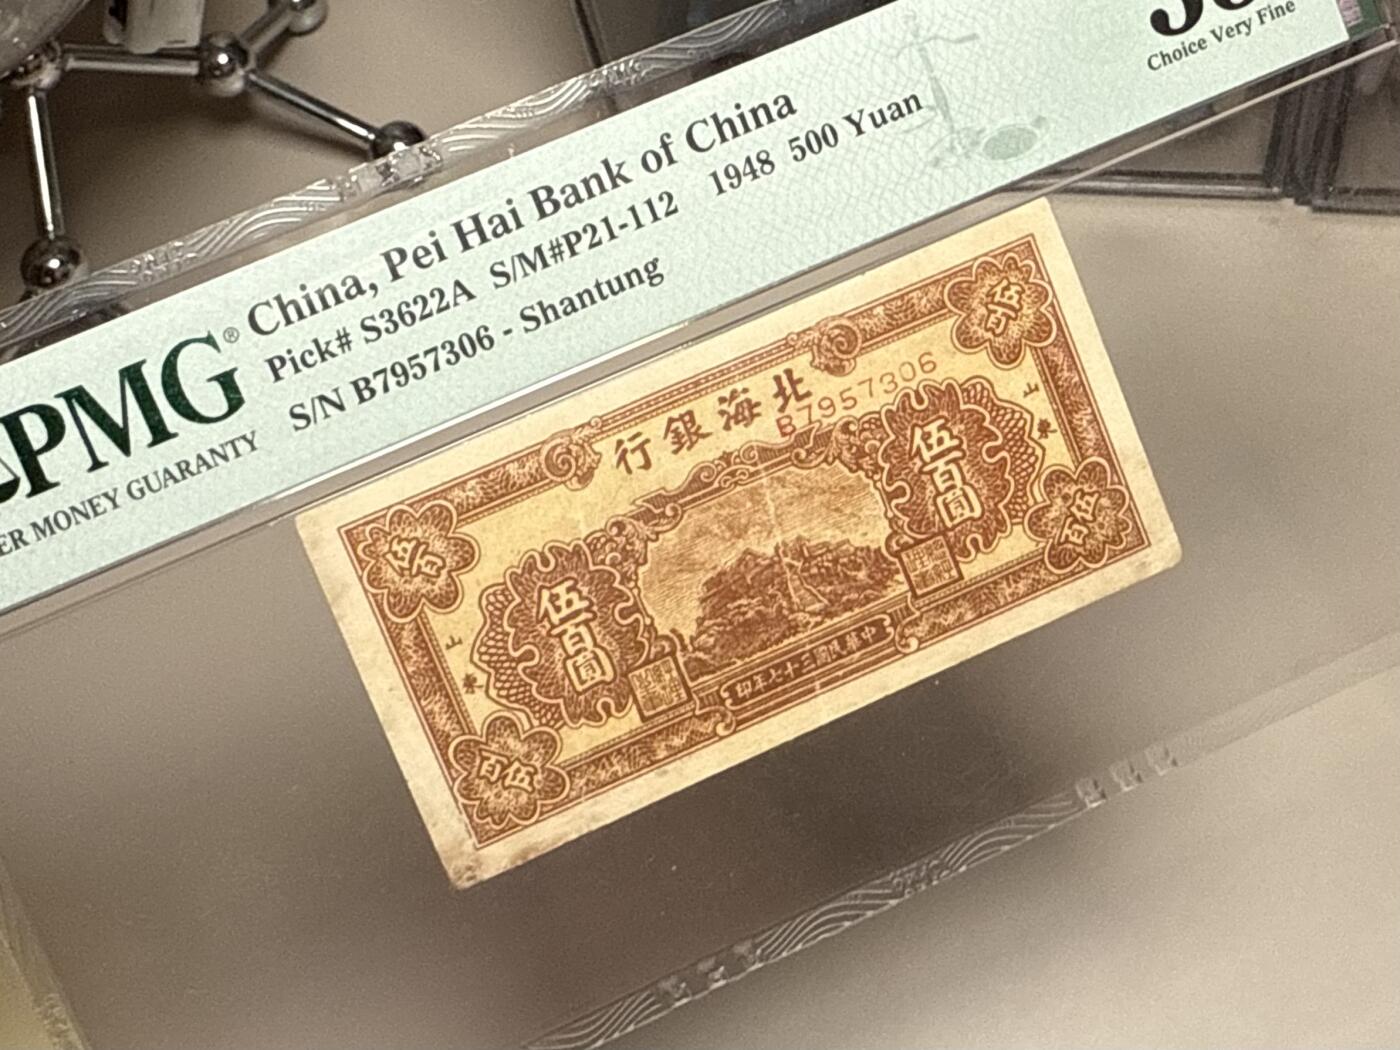 Choice Very Fine
China, Pei Hai Bank of China
Pick# S3622A S/M#P21-112 1948 500 Yuan
S/N B7957306 - Shantung
PMG®
ER MONEY GUARANTY
行銀海北
B7957306
伍百
伍百
山東
山東
伍百圓
伍百圓
印年七十三國民華中
百伍
百伍